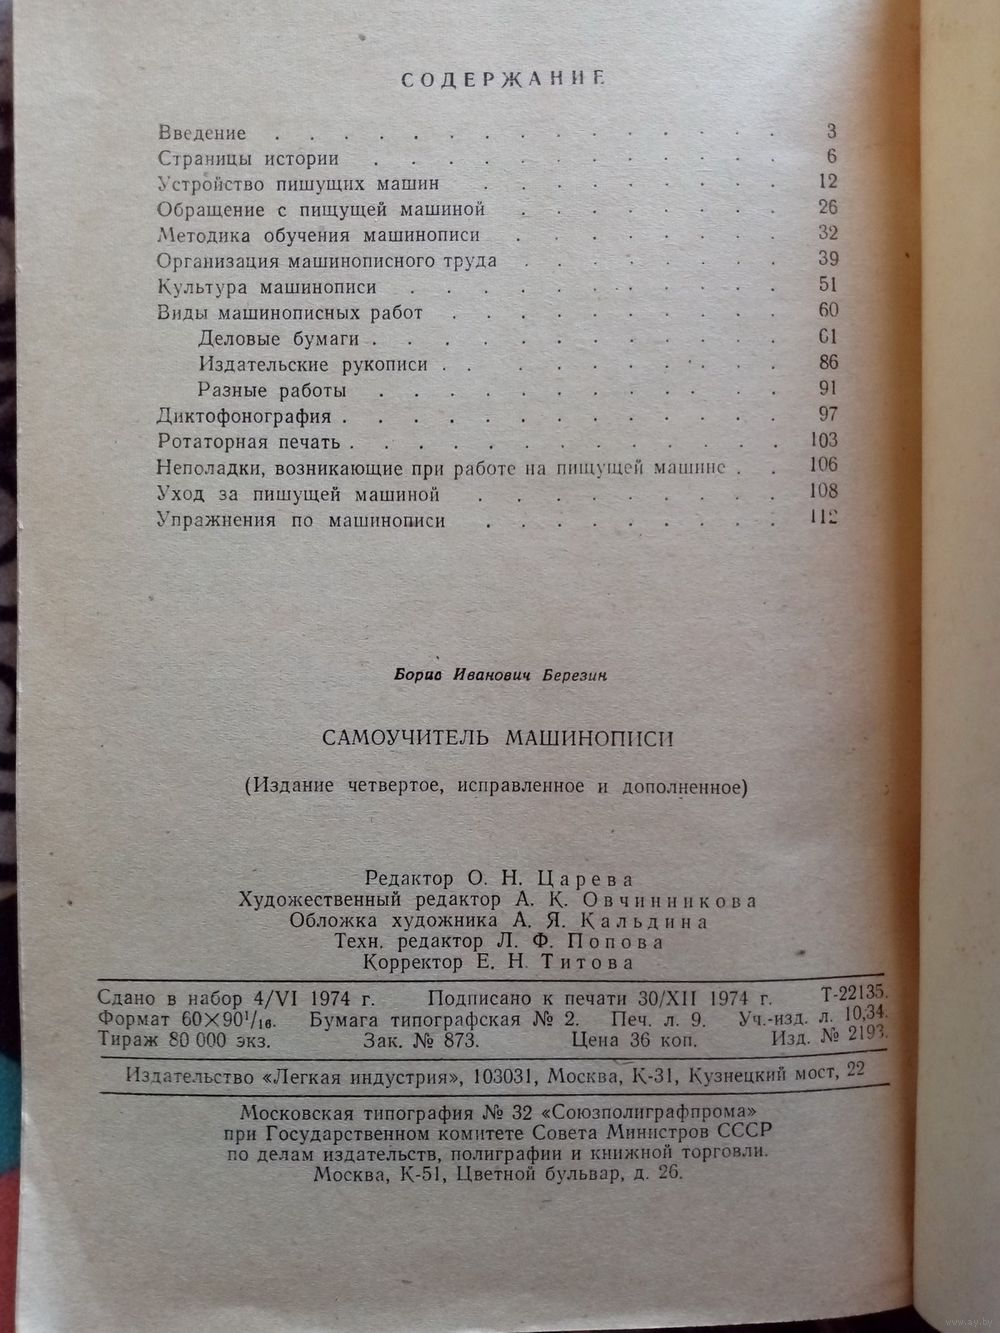 СОДЕРЖАНИЕ
Введение . . . . . . . . . . . . . . 3
Страницы истории . . . . . . . . . . . 6
Устройство пишущих машин . . . . . . . . 12
Обращение с пищущей машиной . . . . . . . 26
Методика обучения машинописи . . . . . . . 32
Организация машинописного труда . . . . . . . 39
Культура машинописи . . . . . . . . . . 51
Виды машинописных работ . . . . . . . . . 60
Деловые бумаги . . . . . . . . . . . 61
Издательские рукописи . . . . . . . . . 86
Разные работы . . . . . . . . . . . 91
Диктофонография . . . . . . . . . . . . 97
Ротаторная печать . . . . . . . . . . . . 103
Неполадки, возникающие при работе на пищущей машине . . 106
Уход за пишущей машиной . . . . . . . . 108
Упражнения по машинописи . . . . . . . . 112
Борис Иванович Березин
САМОУЧИТЕЛЬ МАШИНОПИСИ
(Издание четвертое, исправленное и дополненное)
Редактор О. Н. Царева
Художественный редактор А. К. Овчинникова
Обложка художника А. Я. Кальдина
Техн. редактор Л. Ф. Попова
Корректор Е. Н. Титова
Сдано в набор 4/VI 1974 г. Подписано к печати 30/XII 1974 г. Т-22135.
Формат 60×90¹/₁₆. Бумага типографская № 2. Печ. л. 9. Уч.-изд. л. 10,34.
Тираж 80 000 экз. Зак. № 873. Цена 36 коп. Изд. № 2193.
Издательство «Легкая индустрия», 103031, Москва, К-31, Кузнецкий мост, 22
Московская типография № 32 «Союзполиграфпрома»
при Государственном комитете Совета Министров СССР
по делам издательств, полиграфии и книжной торговли.
Москва, К-51, Цветной бульвар, д. 26.
www.ay.by